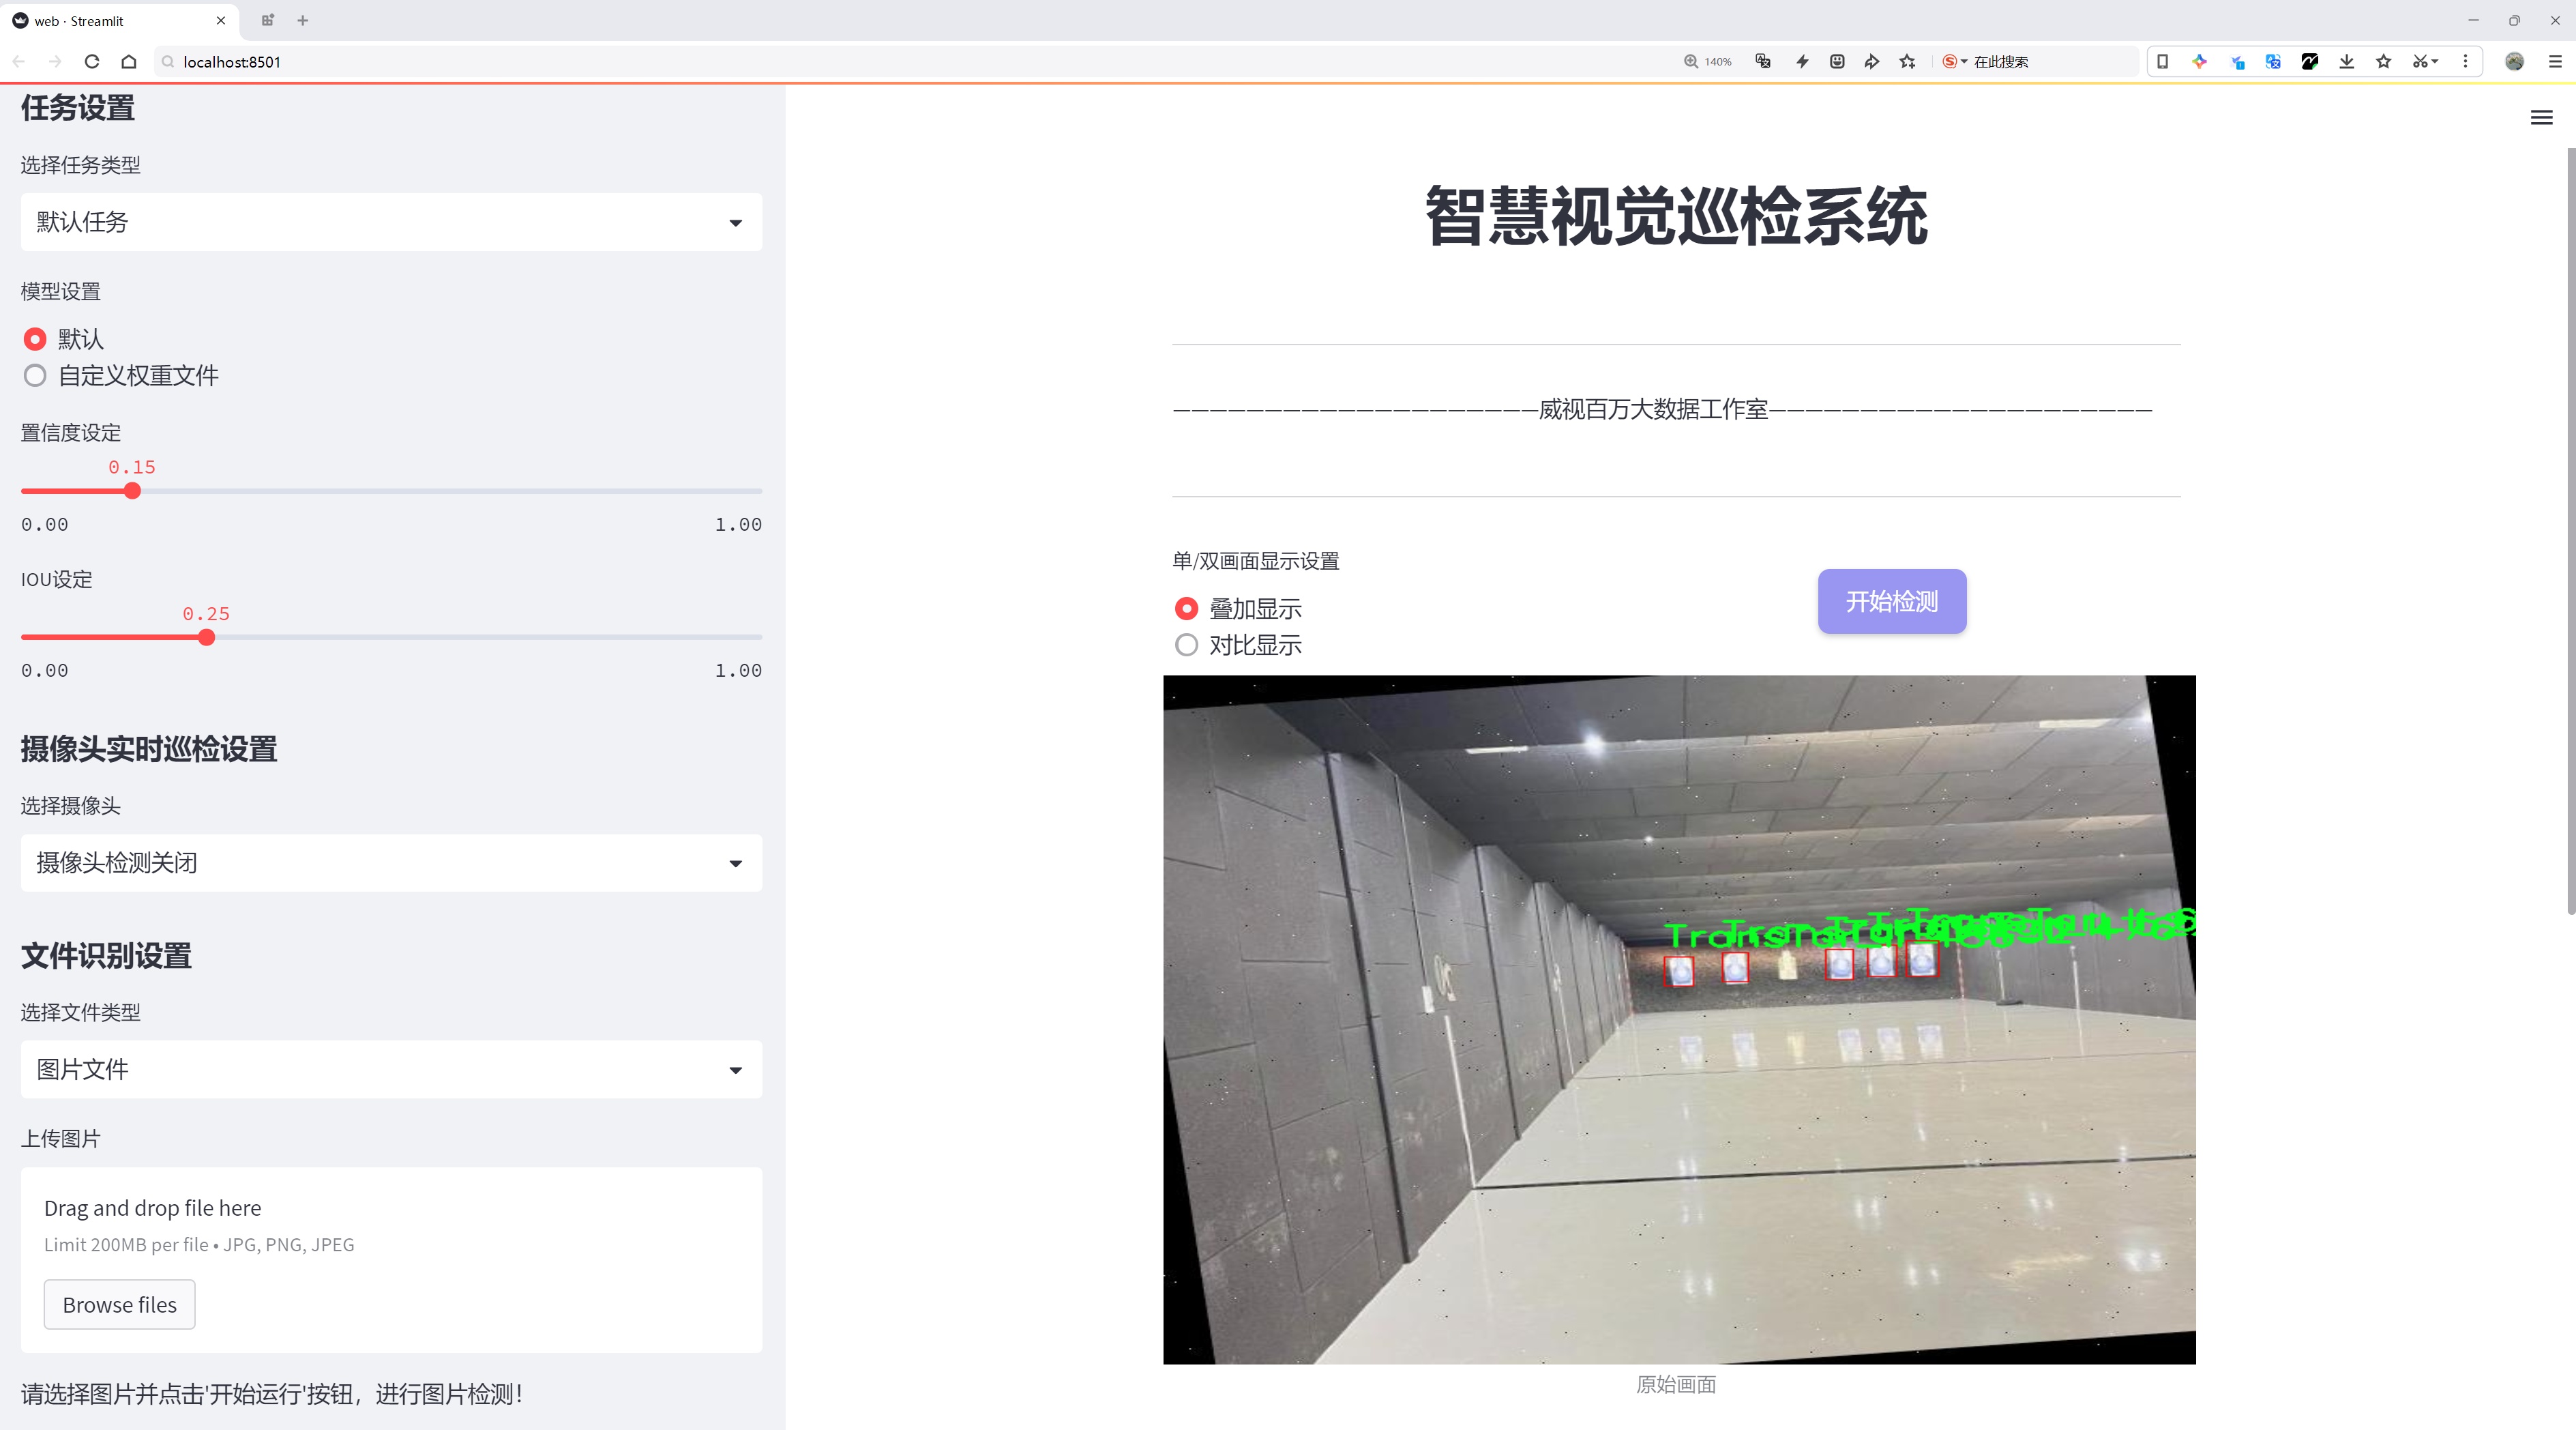 web · Streamlit
localhost:8501
140%
在此搜索
任务设置
选择任务类型
默认任务
模型设置
默认
自定义权重文件
置信度设定
0.15
0.00 1.00
IOU设定
0.25
0.00 1.00
摄像头实时巡检设置
选择摄像头
摄像头检测关闭
文件识别设置
选择文件类型
图片文件
上传图片
Drag and drop file here
Limit 200MB per file • JPG, PNG, JPEG
Browse files
请选择图片并点击'开始运行'按钮，进行图片检测！
智慧视觉巡检系统
—————————————————————威视百万大数据工作室—————————————————————
单/双画面显示设置
叠加显示
对比显示
开始检测
原始画面